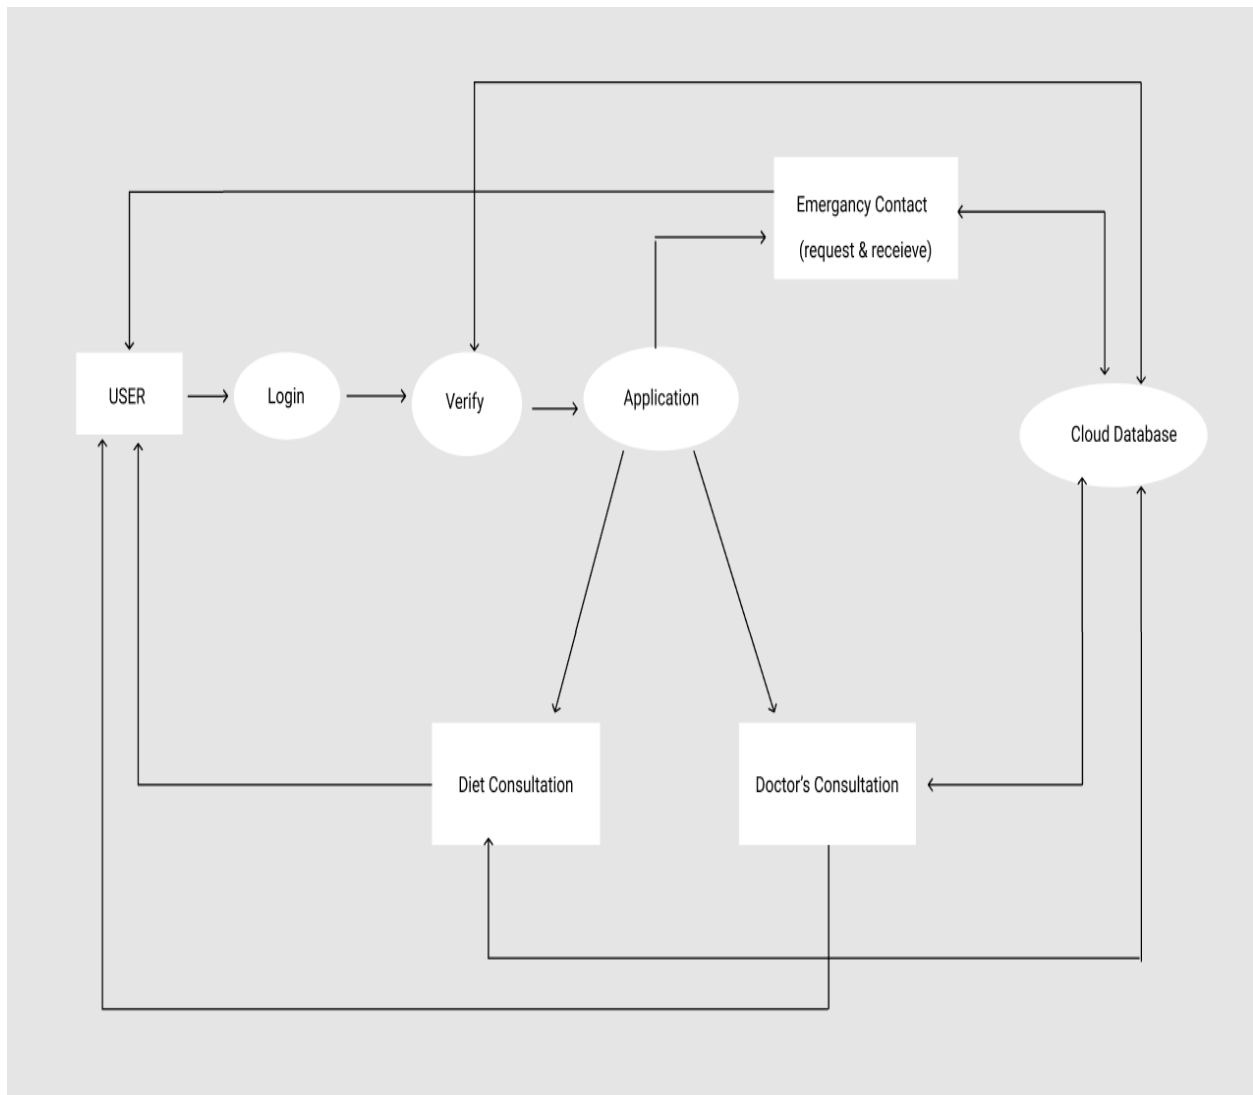 Emergancy Contact
(request & receieve)
USER
Login
Verify
Application
Cloud Database
Diet Consultation
Doctor's Consultation